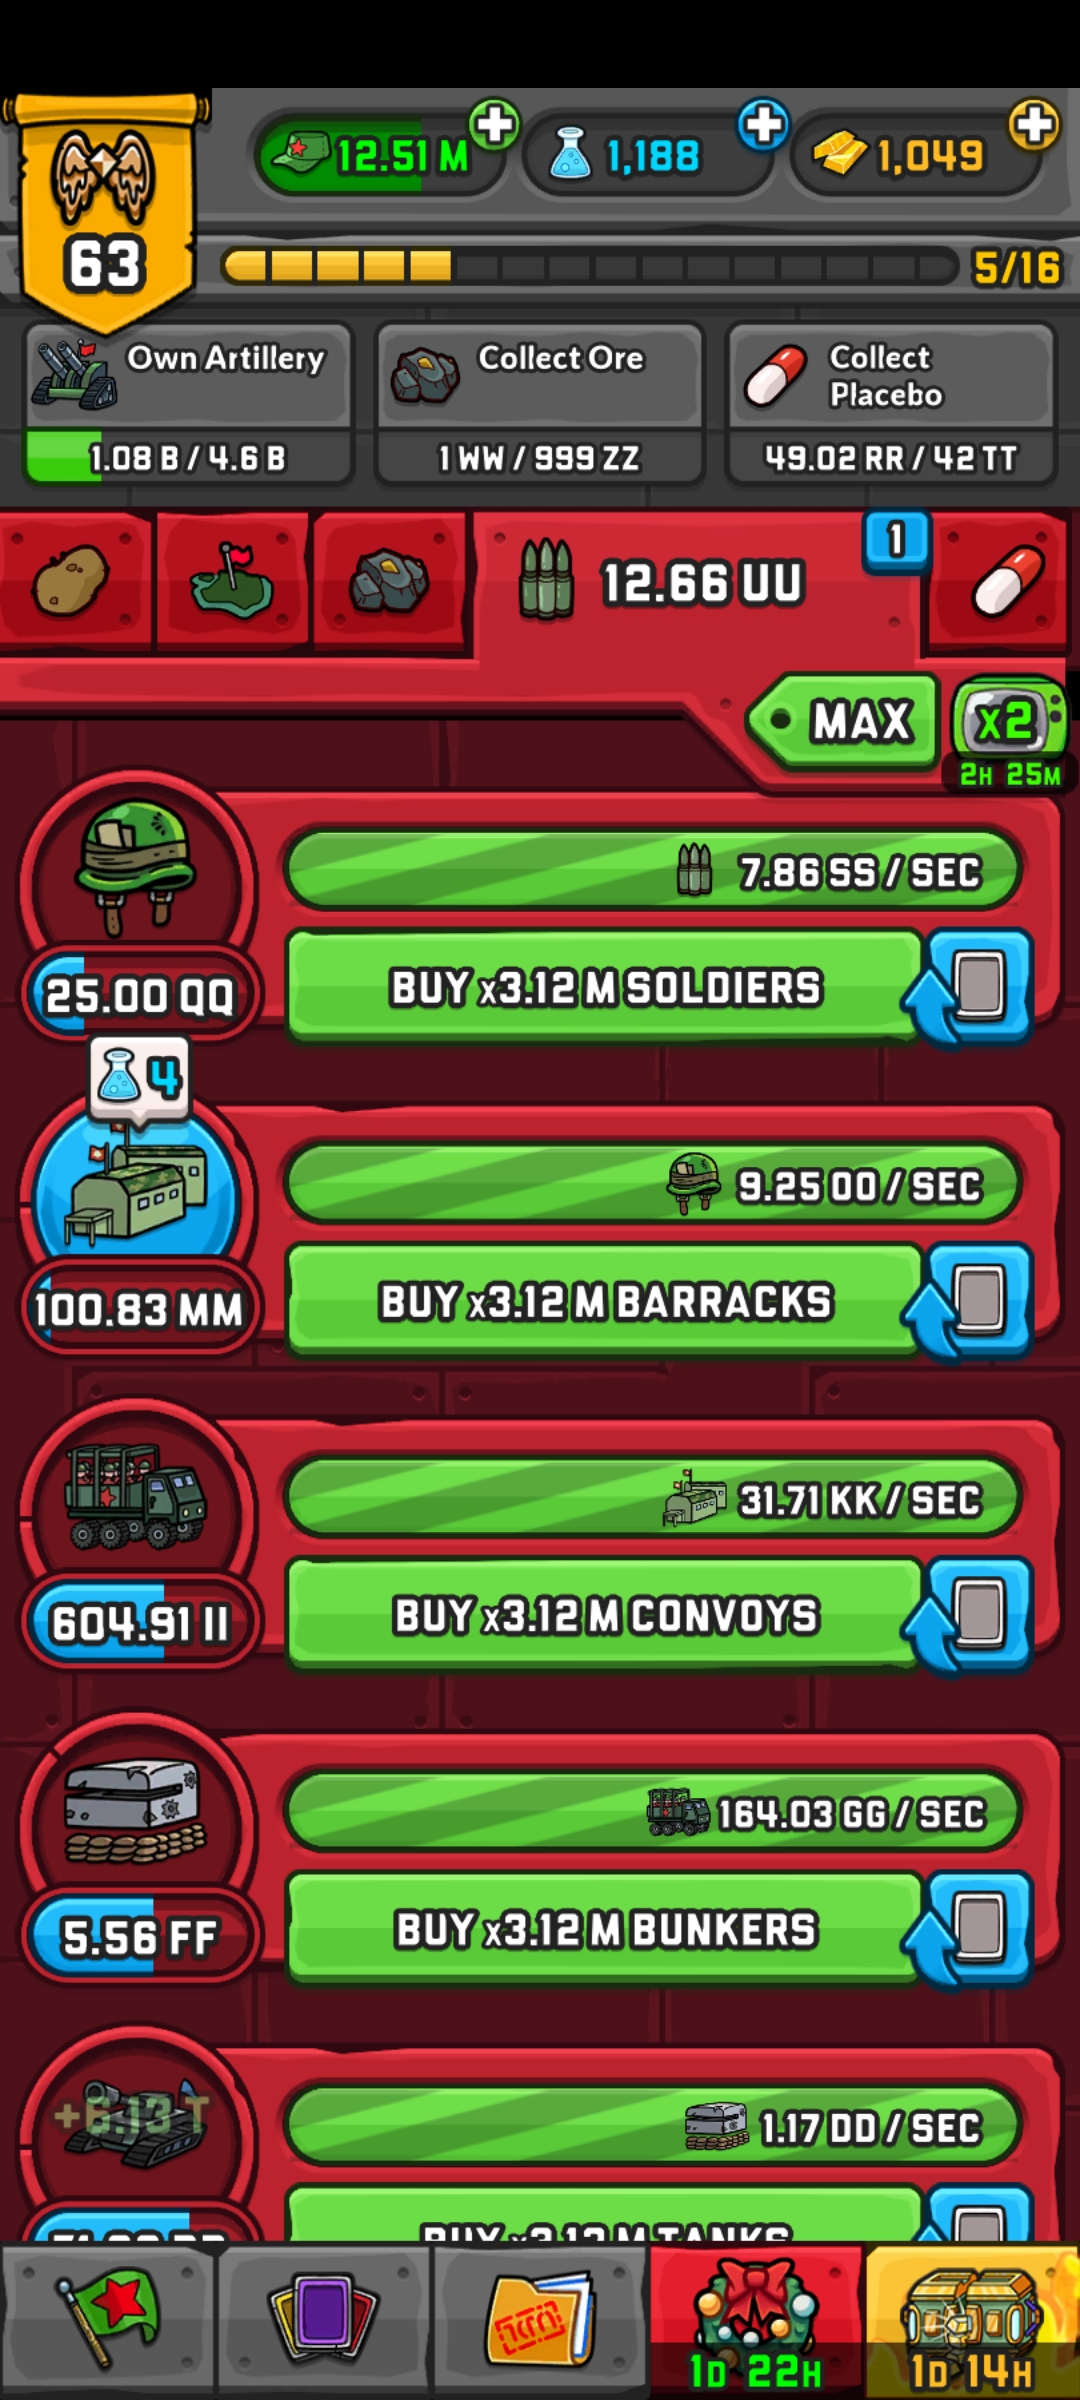 12.51 M
1,188
1,049
63
5/16
Own Artillery
1.08 B / 4.6 B
Collect Ore
1 WW / 999 ZZ
Collect
Placebo
49.02 RR / 42 TT
12.66 UU
1
MAX
x2
2H 25M
7.86 SS / SEC
25.00 QQ
BUY x3.12 M SOLDIERS
4
9.25 OO / SEC
100.83 MM
BUY x3.12 M BARRACKS
31.71 KK / SEC
604.91 II
BUY x3.12 M CONVOYS
164.03 GG / SEC
5.56 FF
BUY x3.12 M BUNKERS
+6.13 T
1.17 DD / SEC
BUY x3.12 M TANKS
1D 22H
1D 14H